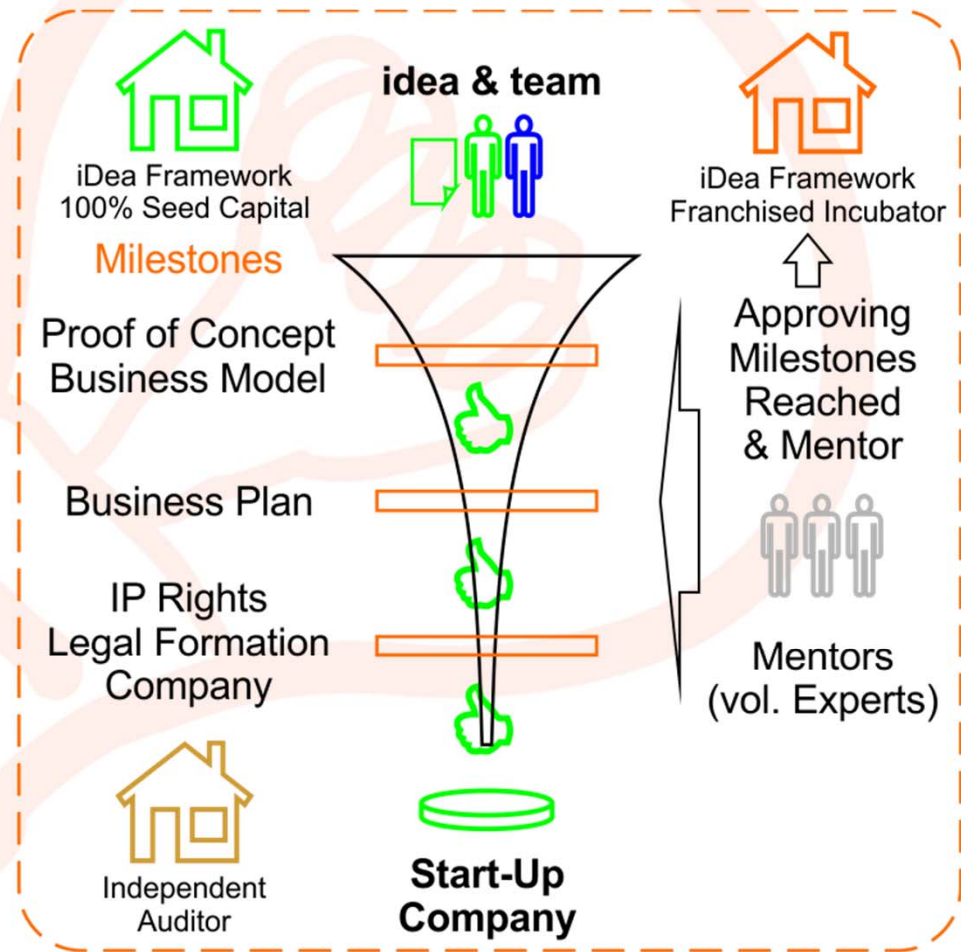 idea & team
iDea Framework
100% Seed Capital
iDea Framework
Franchised Incubator
Milestones
Proof of Concept
Business Model
Business Plan
IP Rights
Legal Formation
Company
Approving
Milestones
Reached
& Mentor
Mentors
(vol. Experts)
Independent
Auditor
Start-Up
Company